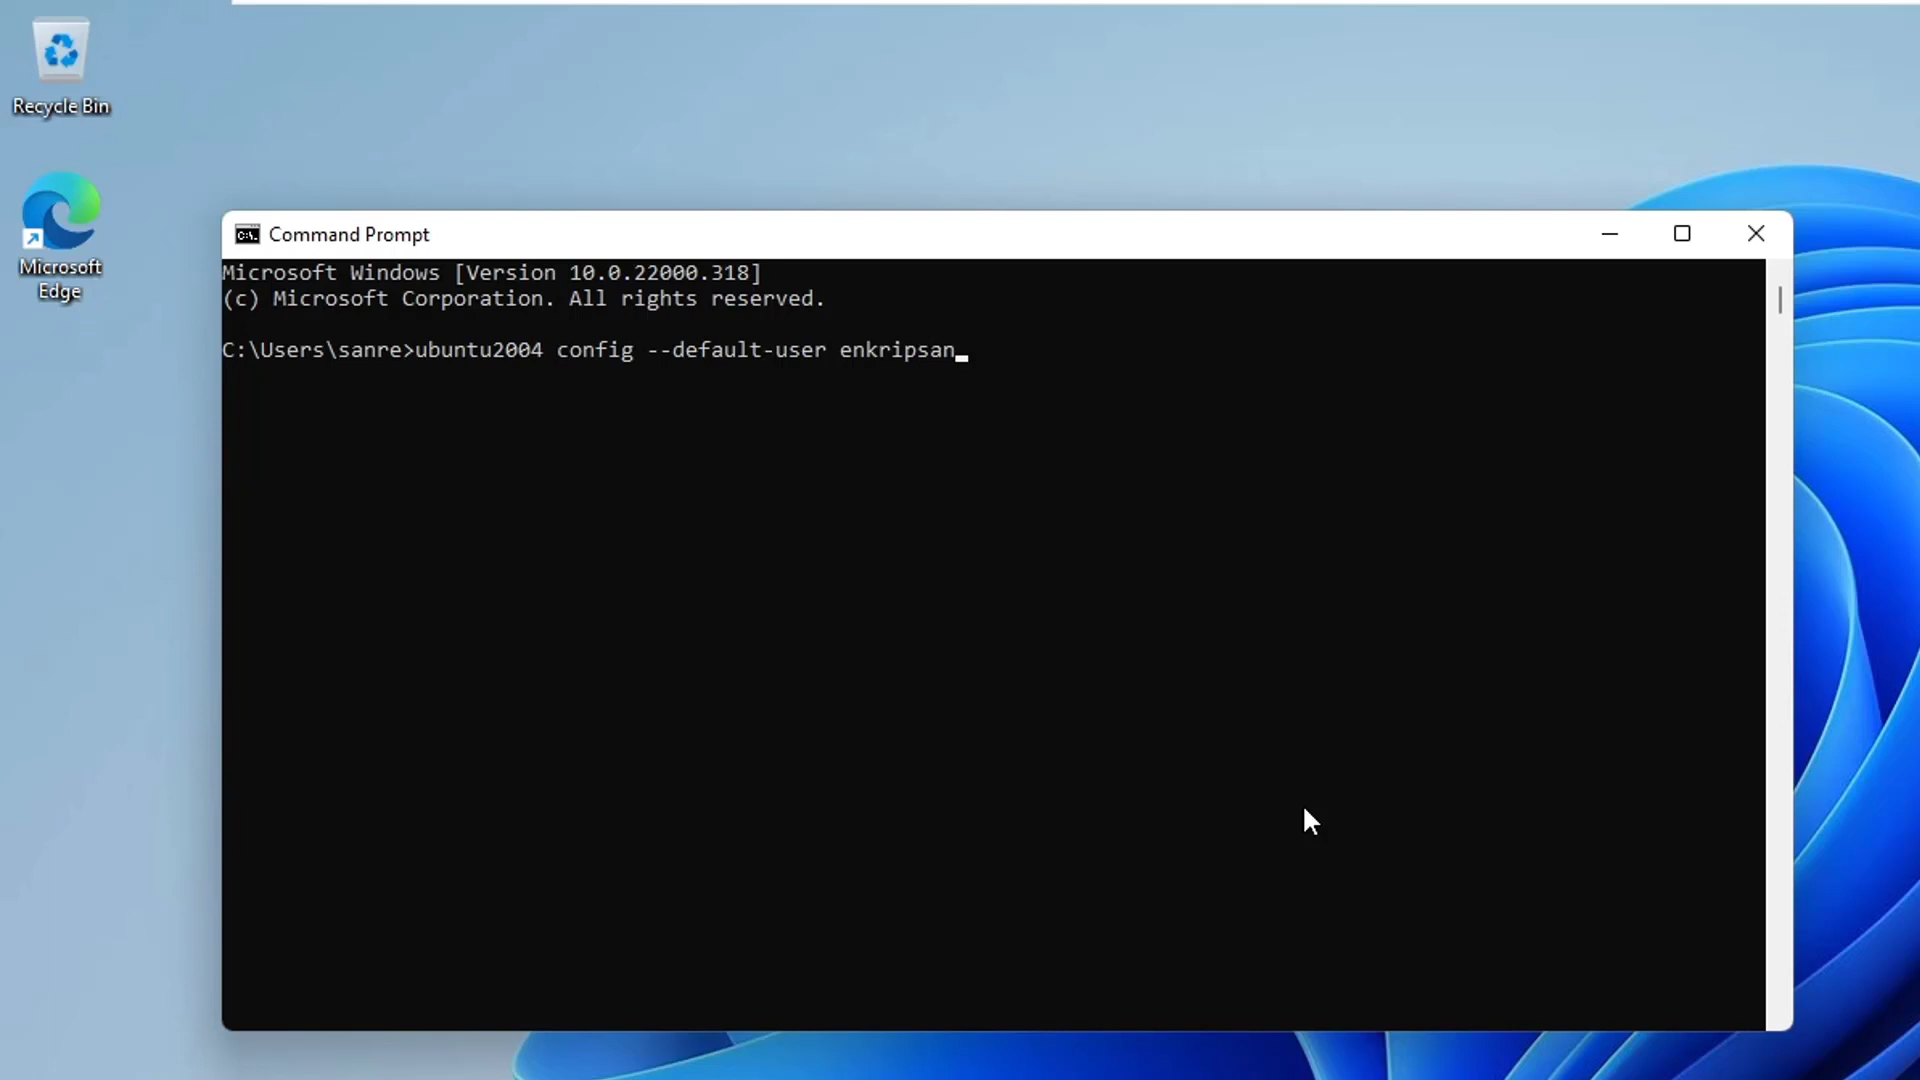 Recycle Bin
Microsoft
Edge
Command Prompt
Microsoft Windows [Version 10.0.22000.318]
(c) Microsoft Corporation. All rights reserved.
C:\Users\sanre>ubuntu2004 config --default-user enkripsan